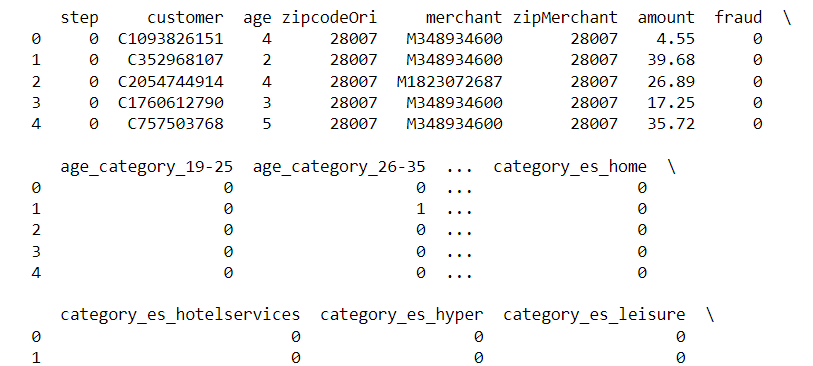 step customer age zipcodeOri merchant zipMerchant amount fraud \
0 0 C1093826151 4 28007 M348934600 28007 4.55 0
1 0 C352968107 2 28007 M348934600 28007 39.68 0
2 0 C2054744914 4 28007 M1823072687 28007 26.89 0
3 0 C1760612790 3 28007 M348934600 28007 17.25 0
4 0 C757503768 5 28007 M348934600 28007 35.72 0
age_category_19-25 age_category_26-35 ... category_es_home \
0 0 0 ... 0
1 0 1 ... 0
2 0 0 ... 0
3 0 0 ... 0
4 0 0 ... 0
category_es_hotelservices category_es_hyper category_es_leisure \
0 0 0 0
1 0 0 0